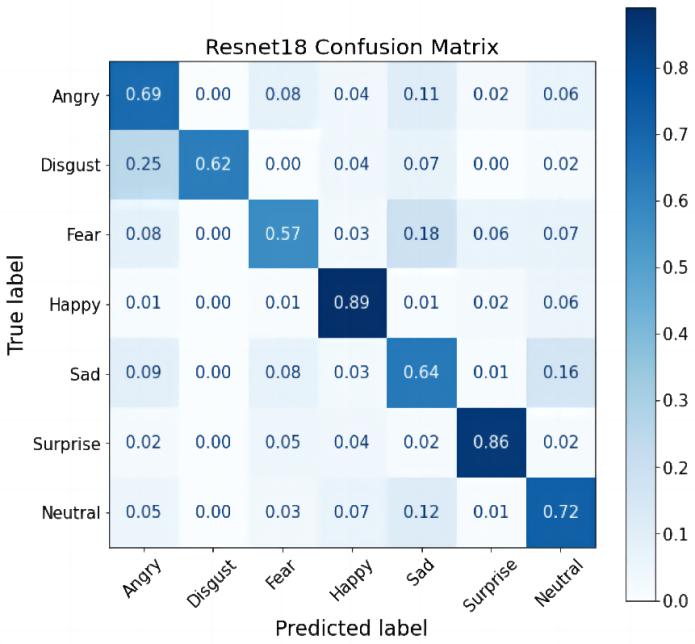 Resnet18 Confusion Matrix
Angry 0.69 0.00 0.08 0.04 0.11 0.02 0.06
Disgust 0.25 0.62 0.00 0.04 0.07 0.00 0.02
Fear 0.08 0.00 0.57 0.03 0.18 0.06 0.07
Happy 0.01 0.00 0.01 0.89 0.01 0.02 0.06
Sad 0.09 0.00 0.08 0.03 0.64 0.01 0.16
Surprise 0.02 0.00 0.05 0.04 0.02 0.86 0.02
Neutral 0.05 0.00 0.03 0.07 0.12 0.01 0.72
Angry Disgust Fear Happy Sad Surprise Neutral
Predicted label
True label
0.8
0.7
0.6
0.5
0.4
0.3
0.2
0.1
0.0